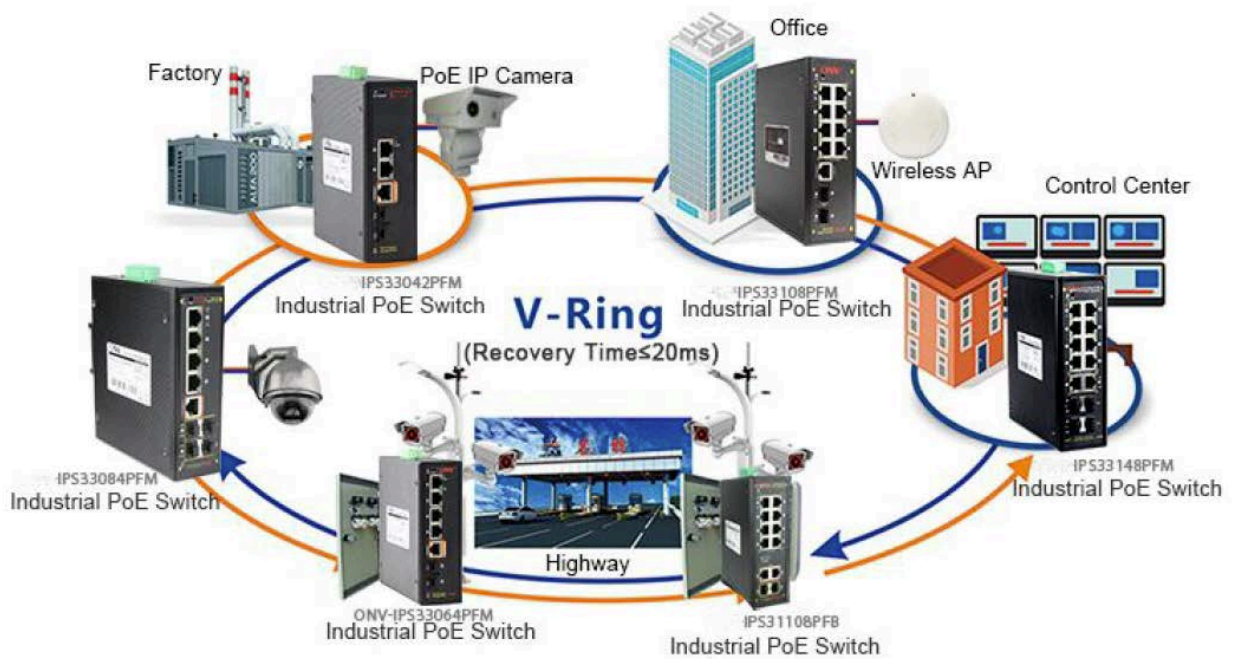 Office
Factory
PoE IP Camera
ALFA 200
Wireless AP
Control Center
IPS33042PFM
Industrial PoE Switch
IPS33108PFM
Industrial PoE Switch
V-Ring
(Recovery Time≤20ms)
IPS33084PFM
Industrial PoE Switch
IPS33148PFM
Industrial PoE Switch
Highway
ONV-IPS33064PFM
Industrial PoE Switch
IPS31108PFB
Industrial PoE Switch